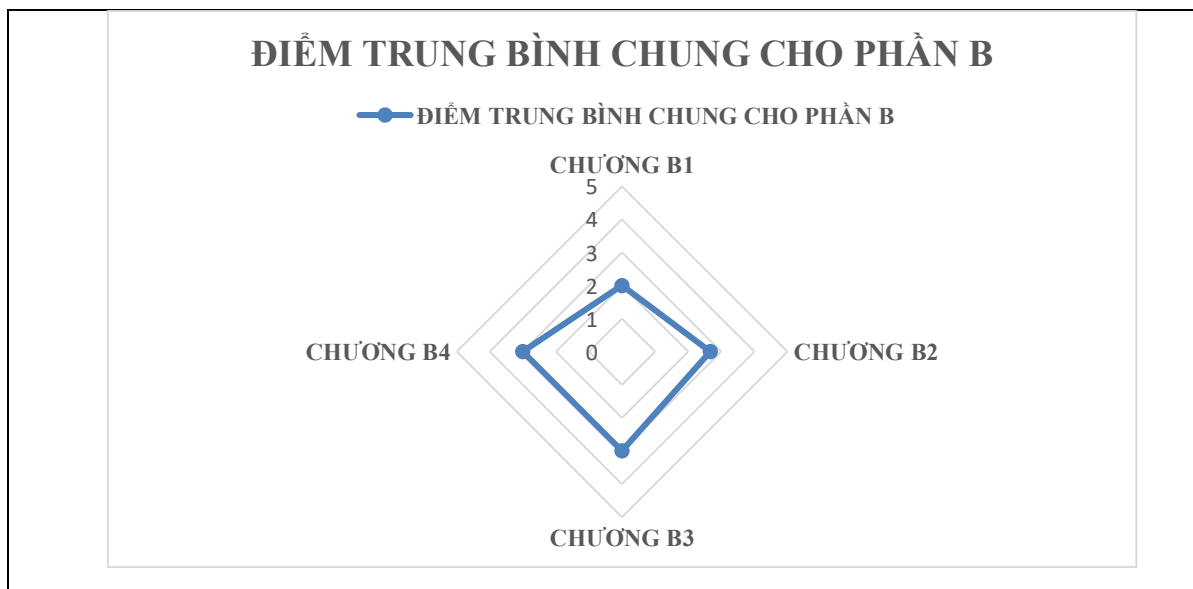 ĐIỂM TRUNG BÌNH CHUNG CHO PHẦN B
ĐIỂM TRUNG BÌNH CHUNG CHO PHẦN B
CHƯƠNG B1
5
4
3
2
1
0
CHƯƠNG B4
CHƯƠNG B2
CHƯƠNG B3